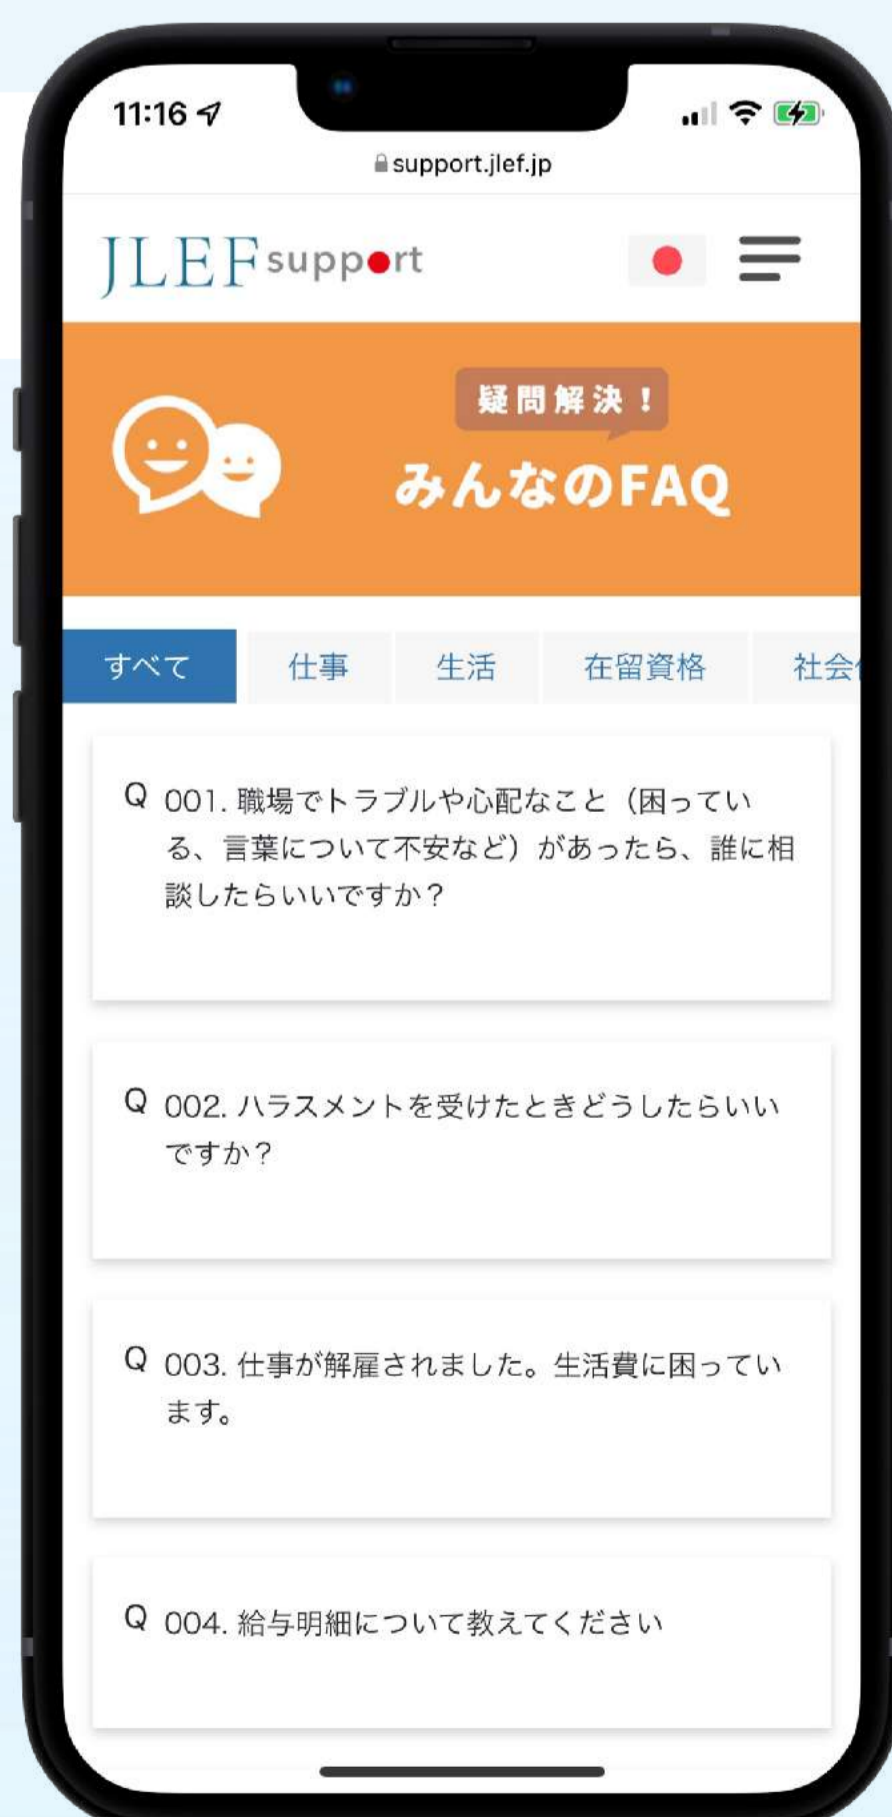 11:16
support.jlef.jp
JLEF support
疑問解決！
みんなのFAQ
すべて 仕事 生活 在留資格 社会
Q 001. 職場でトラブルや心配なこと（困ってい
る、言葉について不安など）があったら、誰に相
談したらいいですか？
Q 002. ハラスメントを受けたときどうしたらいい
ですか？
Q 003. 仕事が解雇されました。生活費に困ってい
ます。
Q 004. 給与明細について教えてください